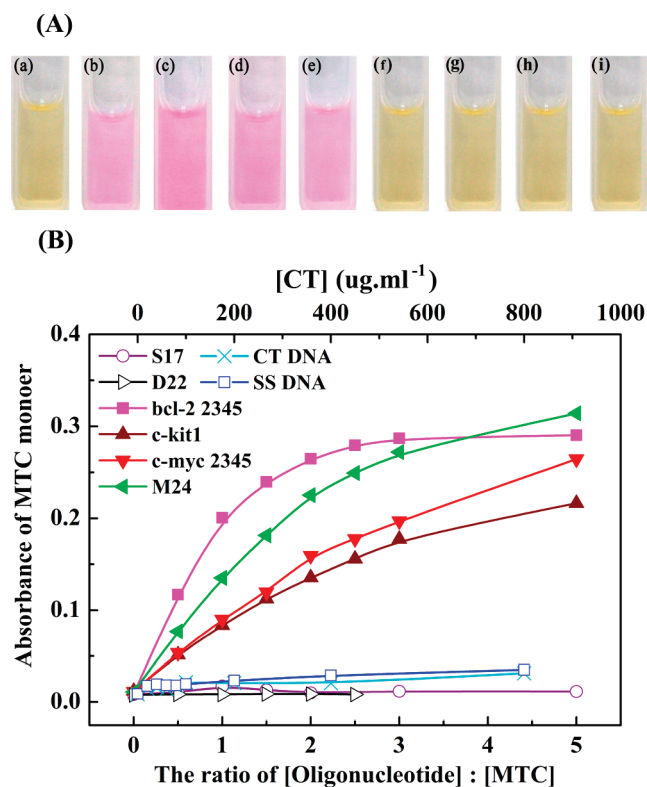 (A)
(a) (b) (c) (d) (e) (f) (g) (h) (i)
(B)
[CT] (ug.ml⁻¹)
0 200 400 600 800 1000
0.4
0.3
0.2
0.1
0.0
Absorbance of MTC monoer
S17 CT DNA
D22 SS DNA
bcl-2 2345
c-kit1
c-myc 2345
M24
0 1 2 3 4 5
The ratio of [Oligonucleotide] : [MTC]